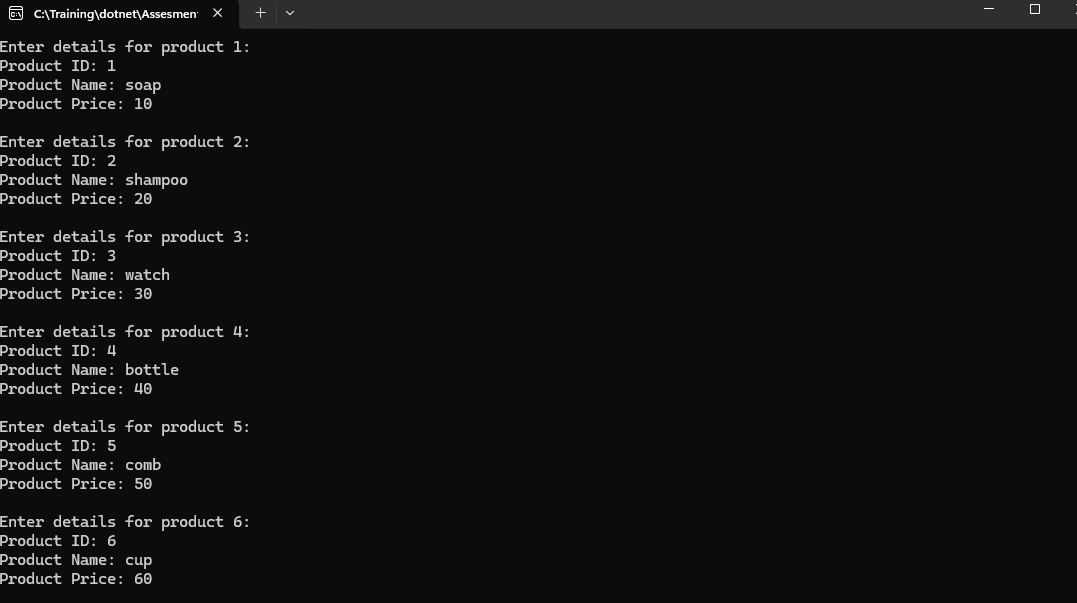 C:\Training\dotnet\Assesmen
Enter details for product 1:
Product ID: 1
Product Name: soap
Product Price: 10
Enter details for product 2:
Product ID: 2
Product Name: shampoo
Product Price: 20
Enter details for product 3:
Product ID: 3
Product Name: watch
Product Price: 30
Enter details for product 4:
Product ID: 4
Product Name: bottle
Product Price: 40
Enter details for product 5:
Product ID: 5
Product Name: comb
Product Price: 50
Enter details for product 6:
Product ID: 6
Product Name: cup
Product Price: 60